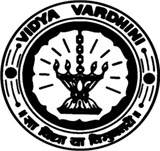 VIDYA VARDHINI
। सा विद्या या विमुक्तये ।